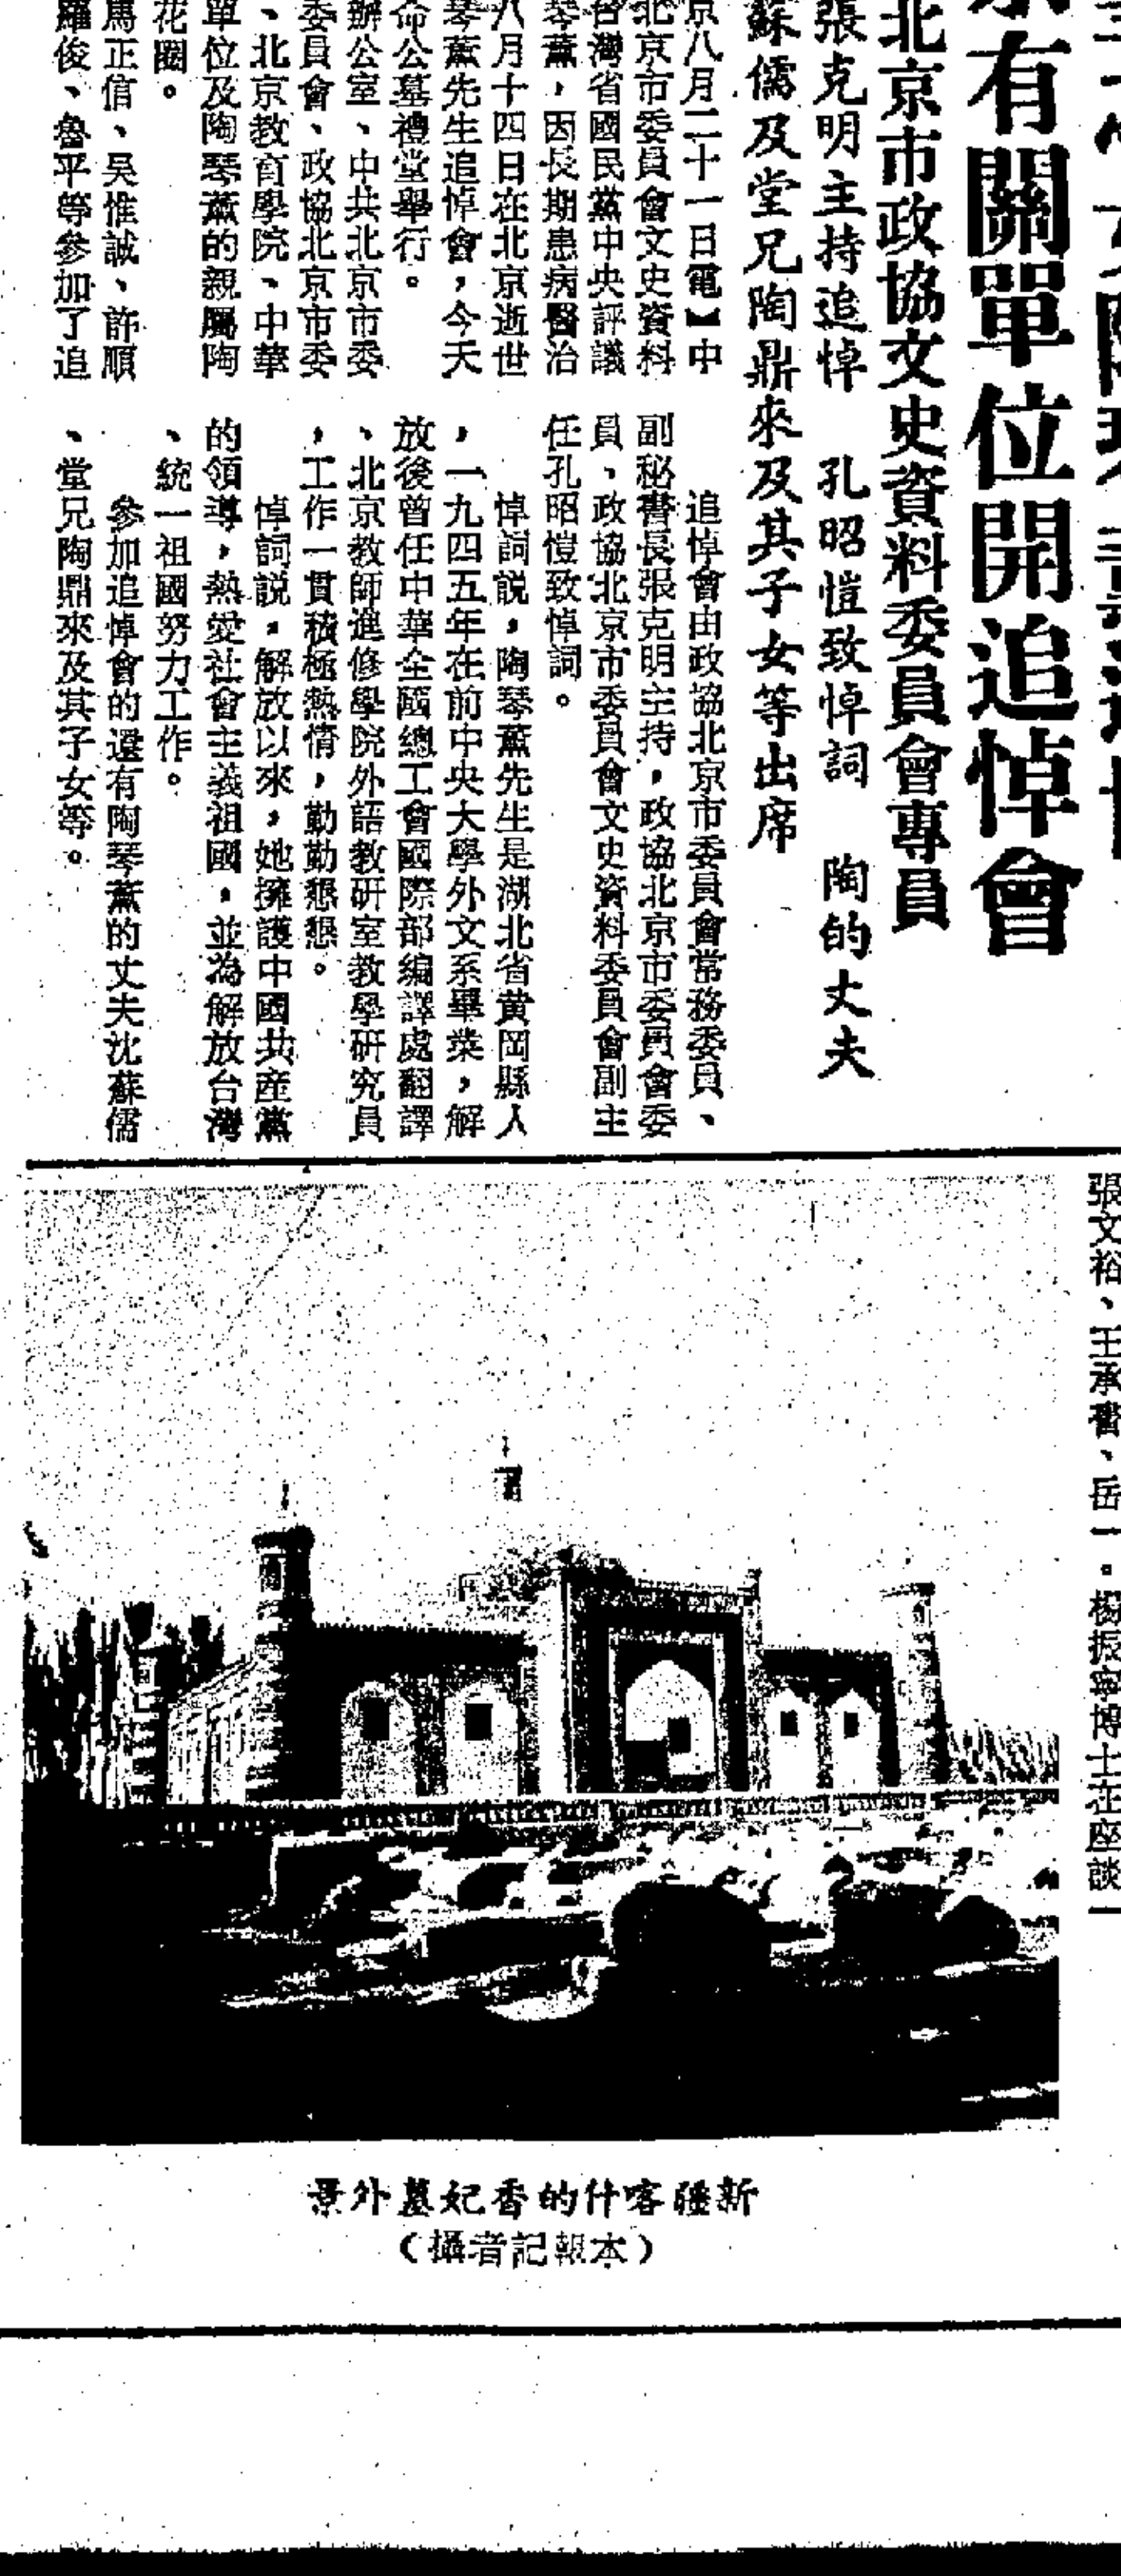 有關單位開追悼會
北京市政協文史資料委員會專員
張克明主持追悼　孔昭愷致悼詞　陶的丈夫
蘇儒及堂兄陶鼎來及其子女等出席
京八月二十一日電】中
北京市委員會文史資料
台灣省國民黨中央評議
琴薰，因長期患病醫治
八月十四日在北京逝世
琴薰先生追悼會，今天
命公墓禮堂舉行。
辦公室、中共北京市委
委員會、政協北京市委
、北京教育學院、中華
單位及陶琴薰的親屬陶
花圈。
馬正信、吳惟誠、許順
羅俊、魯平等參加了追
追悼會由政協北京市委員會常務委員、
副秘書長張克明主持，政協北京市委員會委
員、政協北京市委員會文史資料委員會副主
任孔昭愷致悼詞。
悼詞說，陶琴薰先生是湖北省黃岡縣人
，一九四五年在前中央大學外文系畢業，解
放後曾任中華全國總工會國際部編譯處翻譯
、北京教師進修學院外語教研室教學研究員
，工作一貫積極熱情，勤勤懇懇。
悼詞說，解放以來，她擁護中國共產黨
的領導，熱愛社會主義祖國，並為解放台灣
、統一祖國努力工作。
參加追悼會的還有陶琴薰的丈夫沈蘇儒
、堂兄陶鼎來及其子女等。
張文裕、王承書、岳一。楊振寧博士在座談
景外墓妃香的什喀疆新
（攝者記報本）